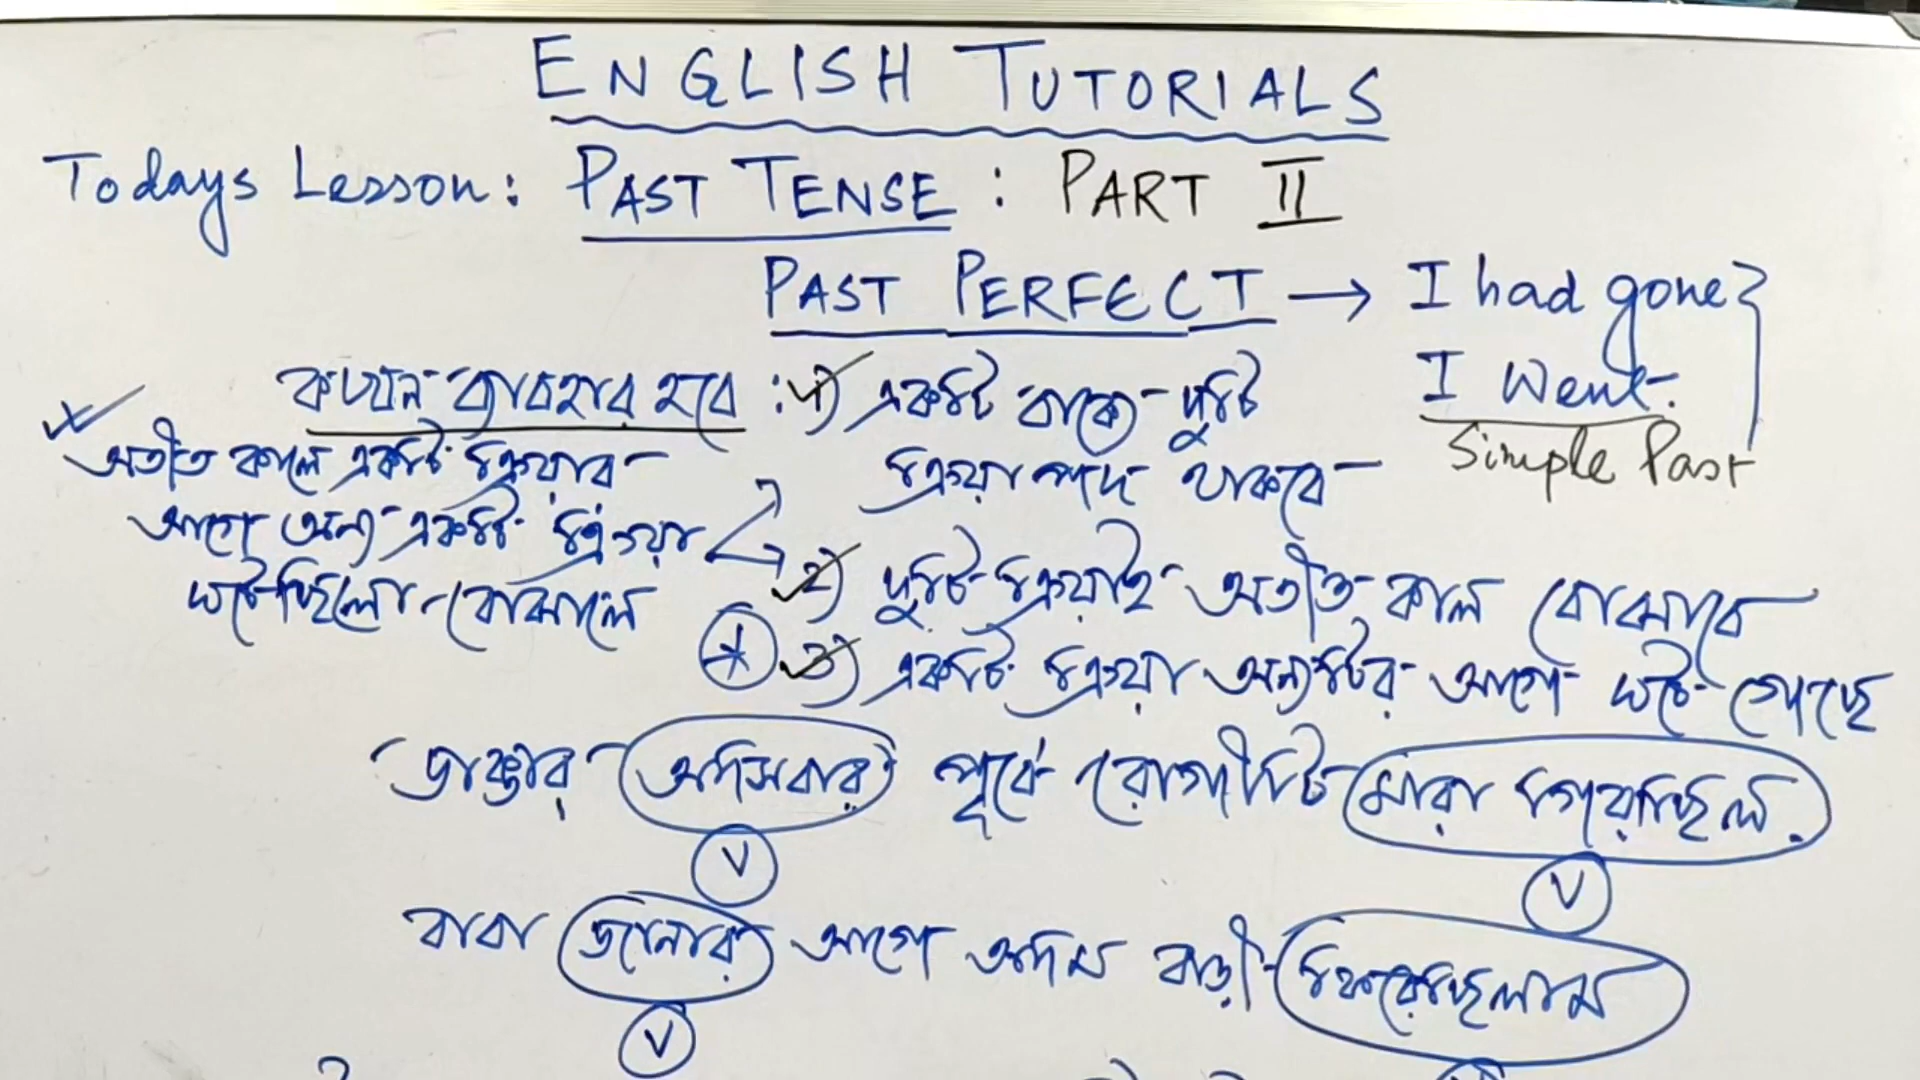 ENGLISH TUTORIALS
Todays Lesson: PAST TENSE : PART II
PAST PERFECT → I had gone
I went.
Simple Past
কখন ব্যবহার হবে : ১) একটি বাক্যে দুটি
ক্রিয়াপদ থাকবে
অতীত কালে একটি ক্রিয়ার
আগে অন্য একটি ক্রিয়া
ঘটেছিলো বোঝালে
২) দুটি ক্রিয়াই অতীত কাল বোঝাবে
৩) একটি ক্রিয়া অন্যটির আগে ঘটে গেছে
ডাক্তার আসিবার পূর্বে রোগীটি মারা গিয়েছিল.
V V
বাবা জানার আগে আমি বাড়ী ফিরেছিলাম
V